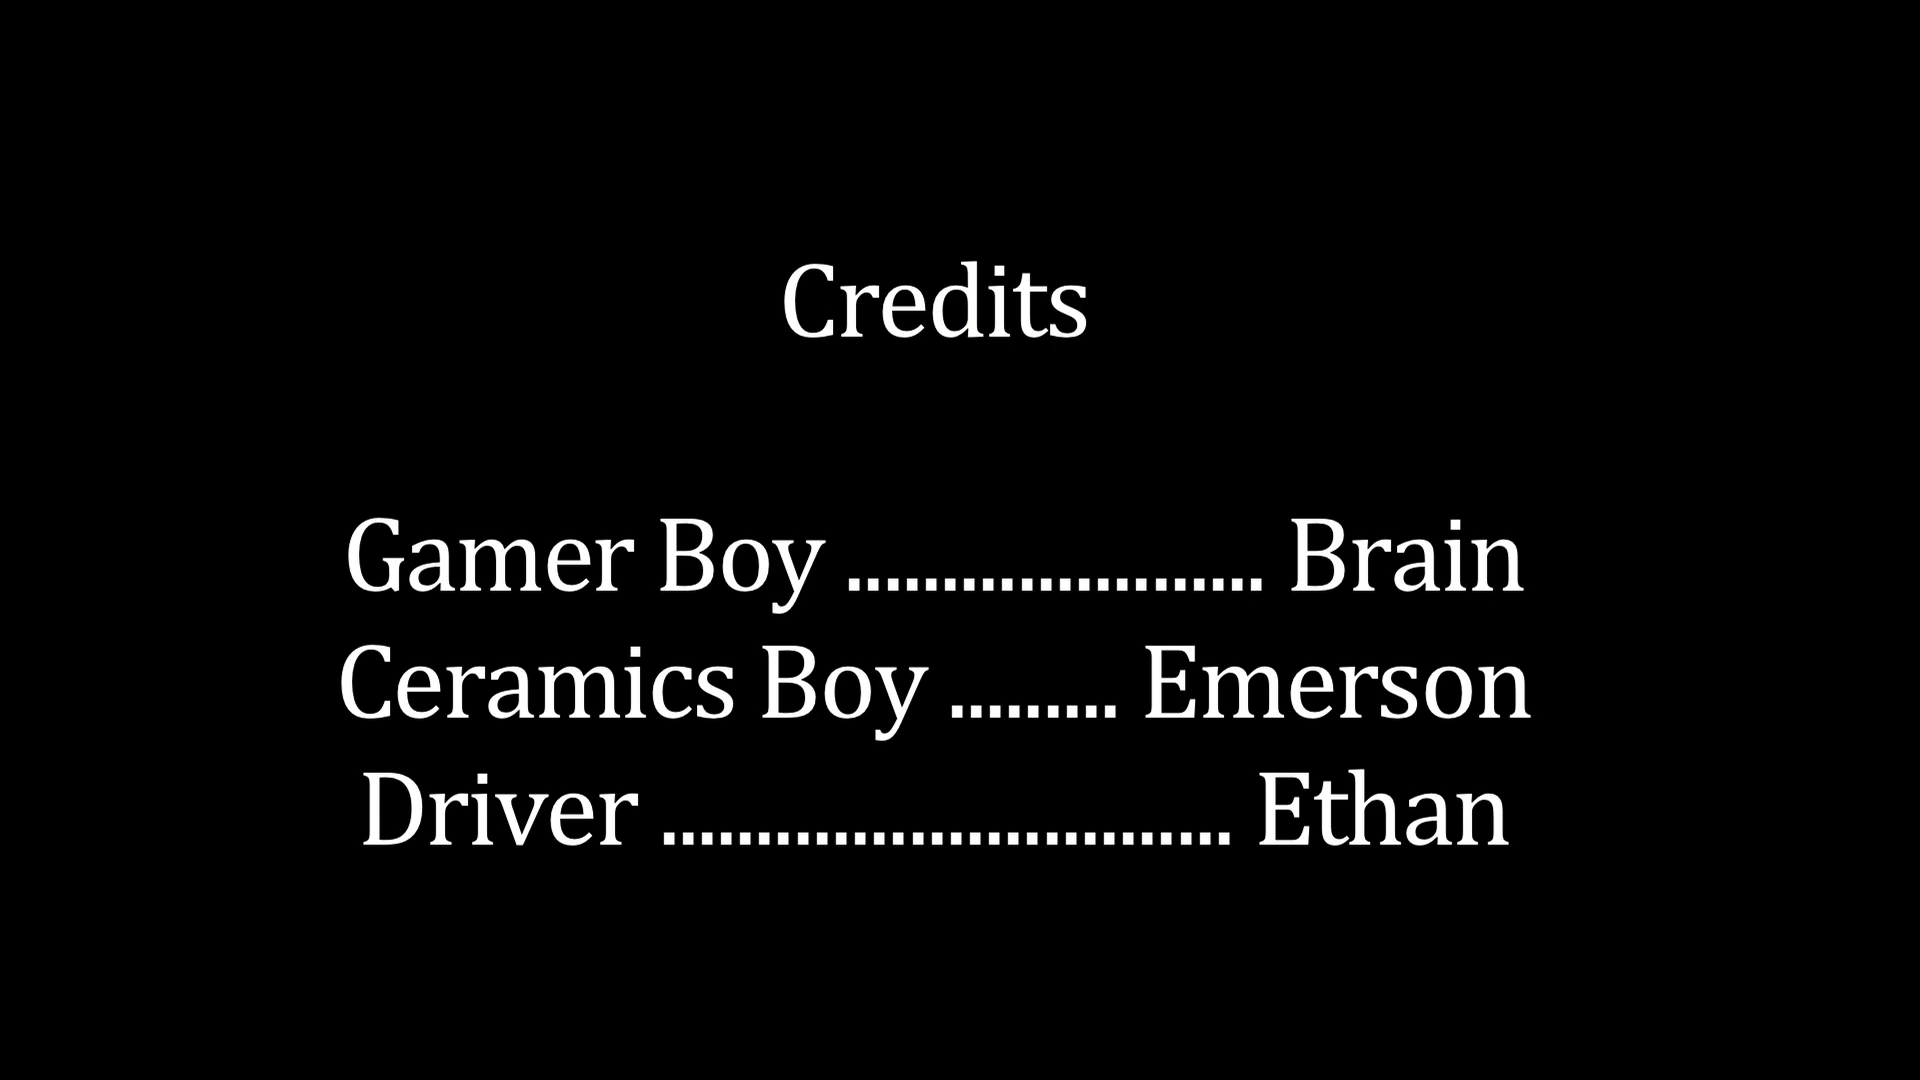 Credits
Gamer Boy ...................... Brain
Ceramics Boy ......... Emerson
Driver .............................. Ethan